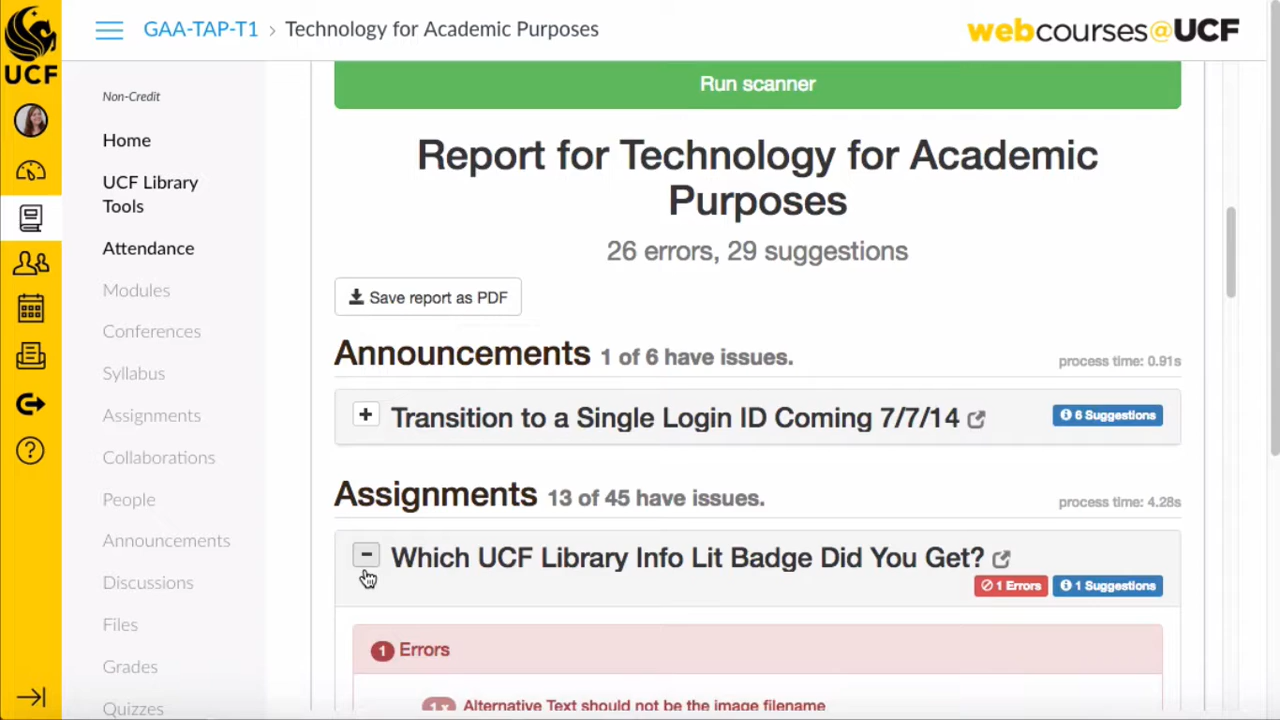 UCF
GAA-TAP-T1 › Technology for Academic Purposes
webcourses@UCF
Non-Credit
Home
UCF Library
Tools
Attendance
Modules
Conferences
Syllabus
Assignments
Collaborations
People
Announcements
Discussions
Files
Grades
Quizzes
Run scanner
Report for Technology for Academic
Purposes
26 errors, 29 suggestions
Save report as PDF
Announcements 1 of 6 have issues.
process time: 0.91s
Transition to a Single Login ID Coming 7/7/14
6 Suggestions
Assignments 13 of 45 have issues.
process time: 4.28s
Which UCF Library Info Lit Badge Did You Get?
1 Errors
1 Suggestions
1 Errors
1x Alternative Text should not be the image filename